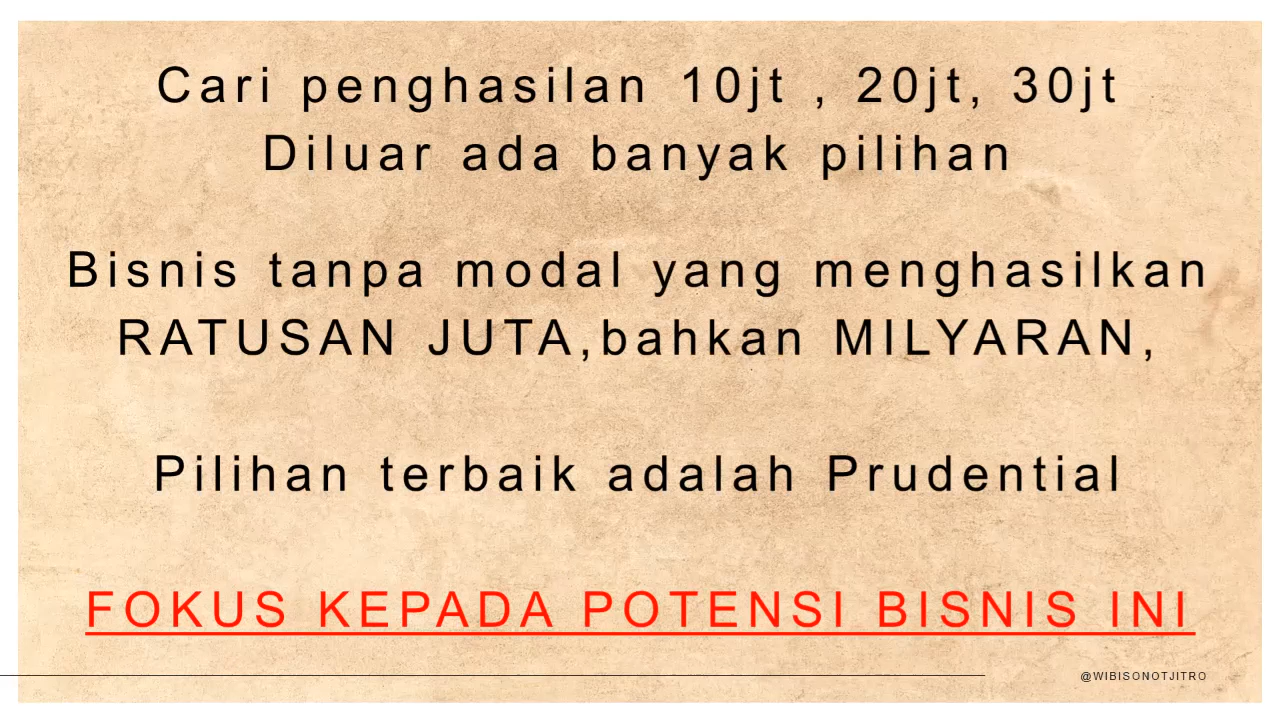 Cari penghasilan 10jt , 20jt, 30jt
Diluar ada banyak pilihan
Bisnis tanpa modal yang menghasilkan
RATUSAN JUTA,bahkan MILYARAN,
Pilihan terbaik adalah Prudential
FOKUS KEPADA POTENSI BISNIS INI
@WIBISONOTJITRO